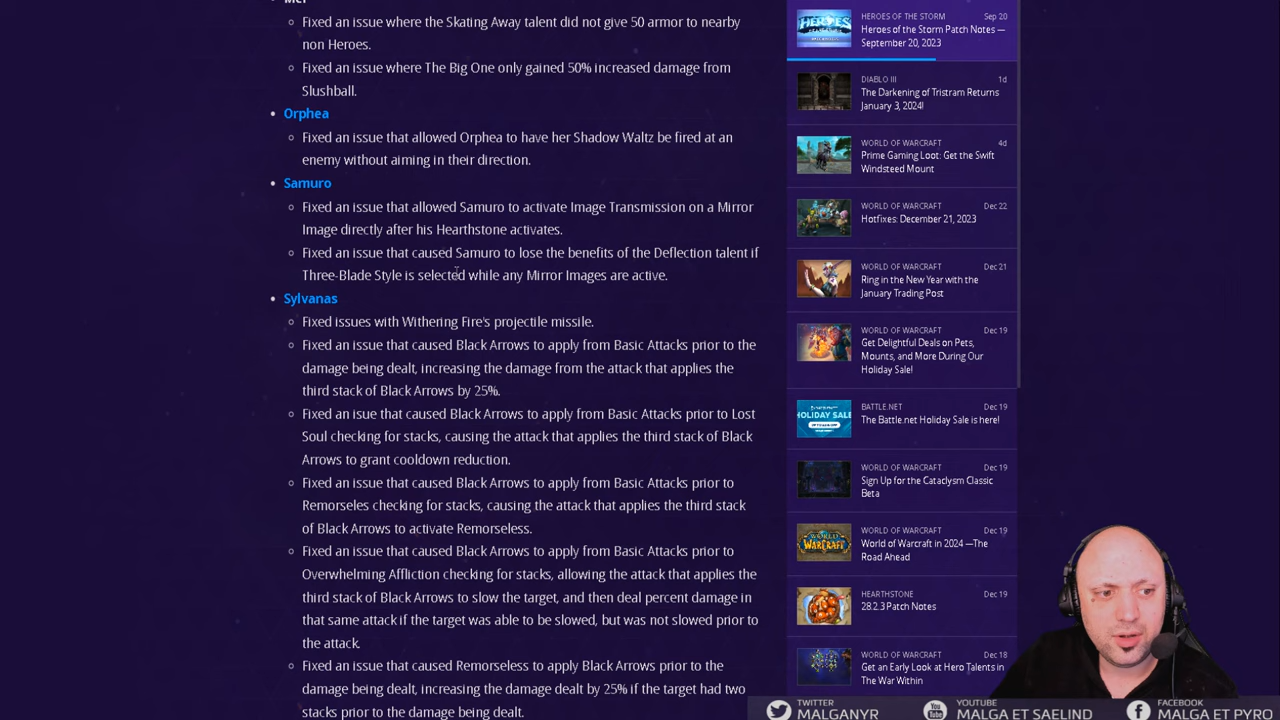 Mei
Fixed an issue where the Skating Away talent did not give 50 armor to nearby
non Heroes.
Fixed an issue where The Big One only gained 50% increased damage from
Slushball.
Orphea
Fixed an issue that allowed Orphea to have her Shadow Waltz be fired at an
enemy without aiming in their direction.
Samuro
Fixed an issue that allowed Samuro to activate Image Transmission on a Mirror
Image directly after his Hearthstone activates.
Fixed an issue that caused Samuro to lose the benefits of the Deflection talent if
Three-Blade Style is selected while any Mirror Images are active.
Sylvanas
Fixed issues with Withering Fire's projectile missile.
Fixed an issue that caused Black Arrows to apply from Basic Attacks prior to the
damage being dealt, increasing the damage from the attack that applies the
third stack of Black Arrows by 25%.
Fixed an isue that caused Black Arrows to apply from Basic Attacks prior to Lost
Soul checking for stacks, causing the attack that applies the third stack of Black
Arrows to grant cooldown reduction.
Fixed an issue that caused Black Arrows to apply from Basic Attacks prior to
Remorseles checking for stacks, causing the attack that applies the third stack
of Black Arrows to activate Remorseless.
Fixed an issue that caused Black Arrows to apply from Basic Attacks prior to
Overwhelming Affliction checking for stacks, allowing the attack that applies the
third stack of Black Arrows to slow the target, and then deal percent damage in
that same attack if the target was able to be slowed, but was not slowed prior to
the attack.
Fixed an issue that caused Remorseless to apply Black Arrows prior to the
damage being dealt, increasing the damage dealt by 25% if the target had two
stacks prior to the damage being dealt.
HEROES OF THE STORM Sep 20
Heroes of the Storm Patch Notes —
September 20, 2023
DIABLO III 1d
The Darkening of Tristram Returns
January 3, 2024!
WORLD OF WARCRAFT 4d
Prime Gaming Loot: Get the Swift
Windsteed Mount
WORLD OF WARCRAFT Dec 22
Hotfixes: December 21, 2023
WORLD OF WARCRAFT Dec 21
Ring in the New Year with the
January Trading Post
WORLD OF WARCRAFT Dec 19
Get Delightful Deals on Pets,
Mounts, and More During Our
Holiday Sale!
BATTLE.NET Dec 19
HOLIDAY SALE
The Battle.net Holiday Sale is here!
WORLD OF WARCRAFT Dec 19
Sign Up for the Cataclysm Classic
Beta
WORLD OF WARCRAFT Dec 19
World of Warcraft in 2024 —The
Road Ahead
HEARTHSTONE Dec 19
28.2.3 Patch Notes
WORLD OF WARCRAFT Dec 18
Get an Early Look at Hero Talents in
The War Within
TWITTER
MALGANYR
YOUTUBE
MALGA ET SAELIND
FACEBOOK
MALGA ET PYRO